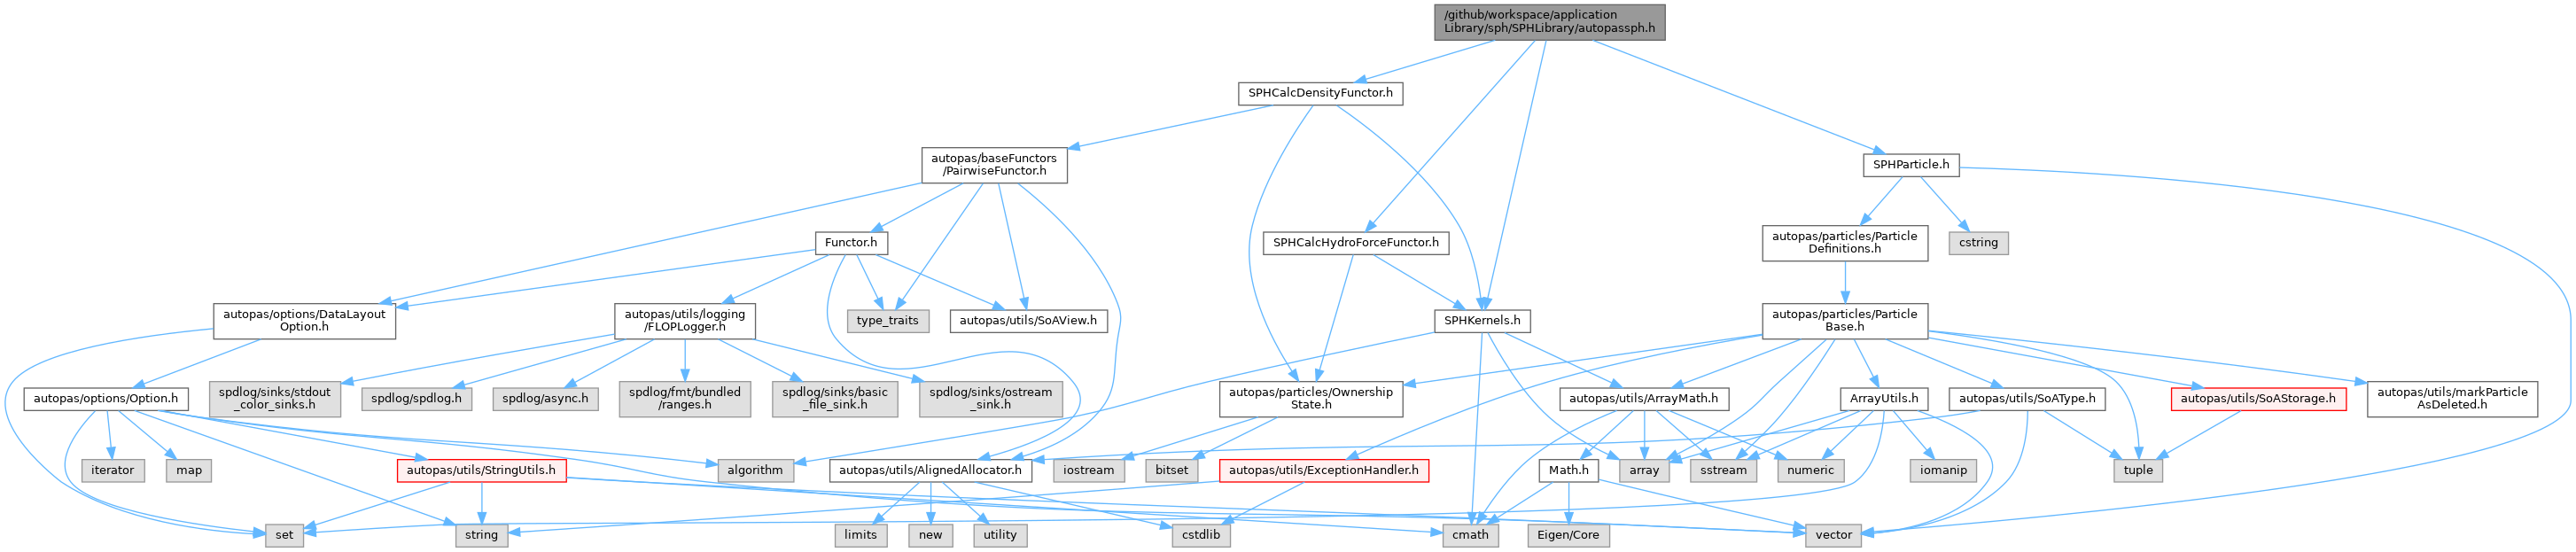 /github/workspace/application
Library/sph/SPHLibrary/autopassph.h
SPHCalcDensityFunctor.h
autopas/baseFunctors
/PairwiseFunctor.h
SPHParticle.h
Functor.h
SPHCalcHydroForceFunctor.h
autopas/particles/Particle
Definitions.h
cstring
autopas/options/DataLayout
Option.h
autopas/utils/logging
/FLOPLogger.h
type_traits
autopas/utils/SoAView.h
SPHKernels.h
autopas/particles/Particle
Base.h
autopas/options/Option.h
spdlog/sinks/stdout
_color_sinks.h
spdlog/spdlog.h
spdlog/async.h
spdlog/fmt/bundled
/ranges.h
spdlog/sinks/basic
_file_sink.h
spdlog/sinks/ostream
_sink.h
autopas/particles/Ownership
State.h
autopas/utils/ArrayMath.h
ArrayUtils.h
autopas/utils/SoAType.h
autopas/utils/SoAStorage.h
autopas/utils/markParticle
AsDeleted.h
iterator
map
autopas/utils/StringUtils.h
algorithm
autopas/utils/AlignedAllocator.h
iostream
bitset
autopas/utils/ExceptionHandler.h
Math.h
array
sstream
numeric
iomanip
tuple
set
string
limits
new
utility
cstdlib
cmath
Eigen/Core
vector